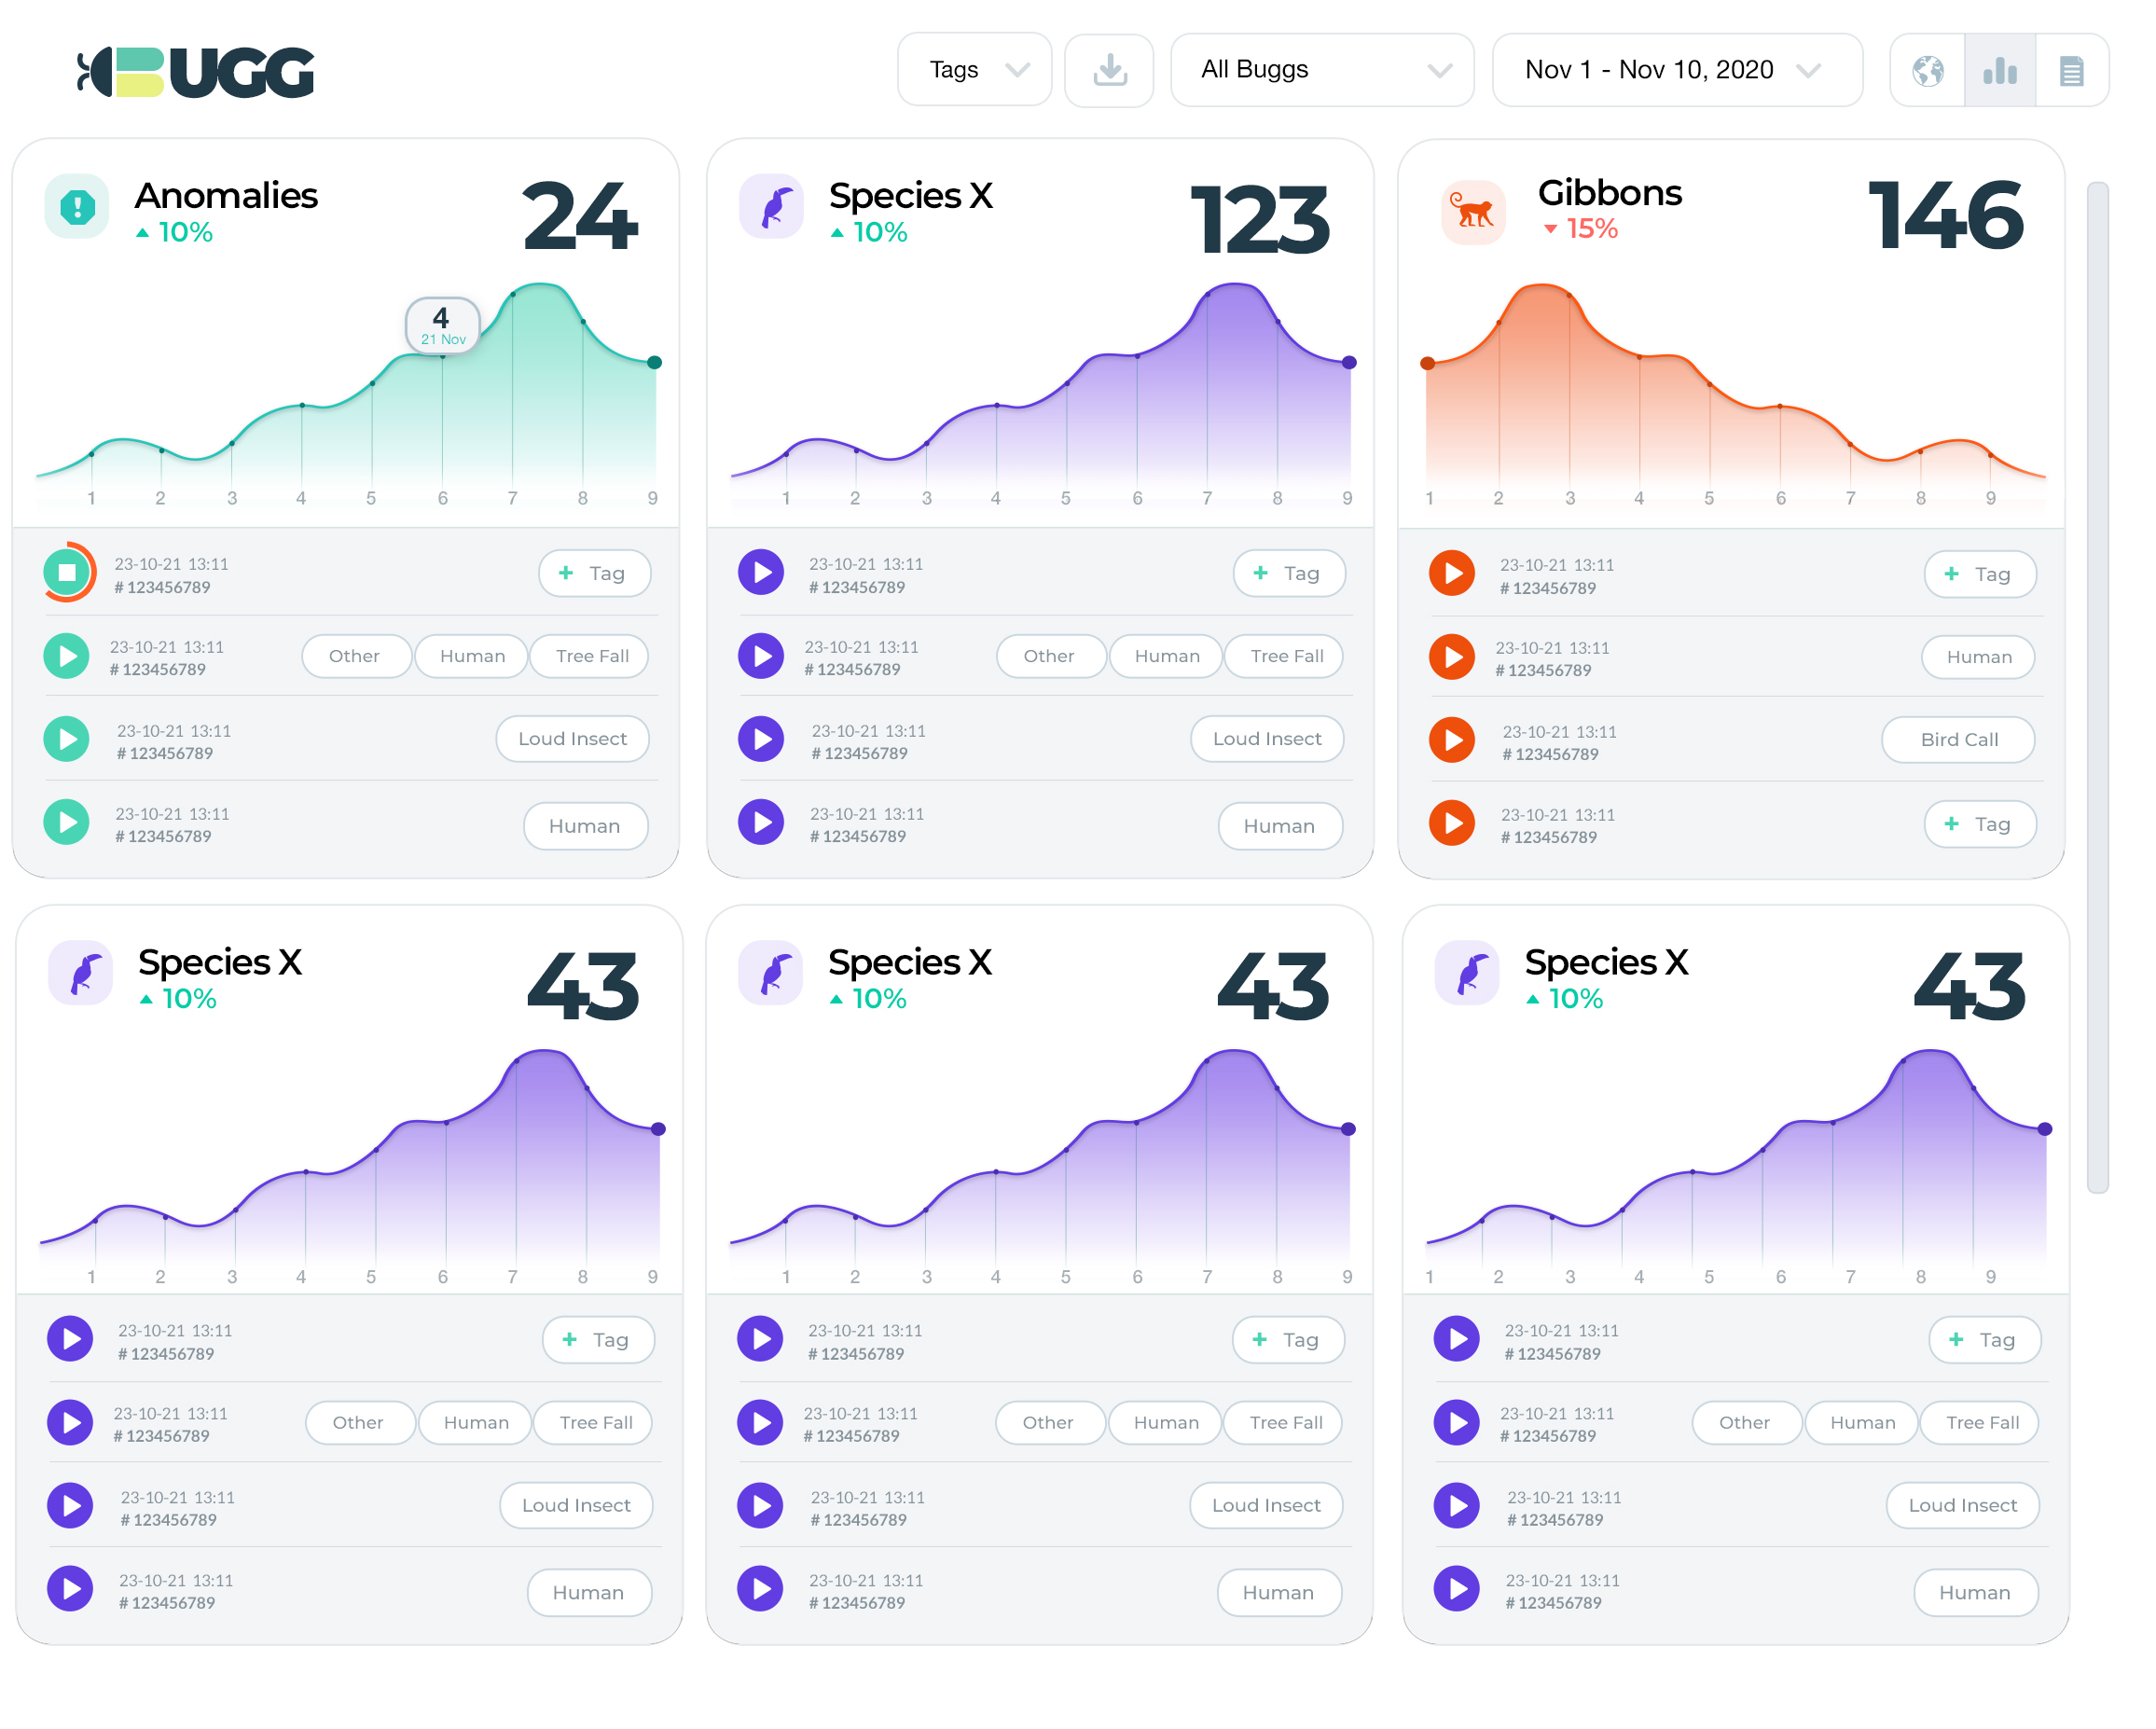 BUGG
Tags
All Buggs
Nov 1 - Nov 10, 2020
Anomalies
10%
24
4
21 Nov
1 2 3 4 5 6 7 8 9
23-10-21 13:11
# 123456789
+ Tag
23-10-21 13:11
# 123456789
Other Human Tree Fall
23-10-21 13:11
# 123456789
Loud Insect
23-10-21 13:11
# 123456789
Human
Species X
10%
123
1 2 3 4 5 6 7 8 9
23-10-21 13:11
# 123456789
+ Tag
23-10-21 13:11
# 123456789
Other Human Tree Fall
23-10-21 13:11
# 123456789
Loud Insect
23-10-21 13:11
# 123456789
Human
Gibbons
15%
146
1 2 3 4 5 6 7 8 9
23-10-21 13:11
# 123456789
+ Tag
23-10-21 13:11
# 123456789
Human
23-10-21 13:11
# 123456789
Bird Call
23-10-21 13:11
# 123456789
+ Tag
Species X
10%
43
1 2 3 4 5 6 7 8 9
23-10-21 13:11
# 123456789
+ Tag
23-10-21 13:11
# 123456789
Other Human Tree Fall
23-10-21 13:11
# 123456789
Loud Insect
23-10-21 13:11
# 123456789
Human
Species X
10%
43
1 2 3 4 5 6 7 8 9
23-10-21 13:11
# 123456789
+ Tag
23-10-21 13:11
# 123456789
Other Human Tree Fall
23-10-21 13:11
# 123456789
Loud Insect
23-10-21 13:11
# 123456789
Human
Species X
10%
43
1 2 3 4 5 6 7 8 9
23-10-21 13:11
# 123456789
+ Tag
23-10-21 13:11
# 123456789
Other Human Tree Fall
23-10-21 13:11
# 123456789
Loud Insect
23-10-21 13:11
# 123456789
Human